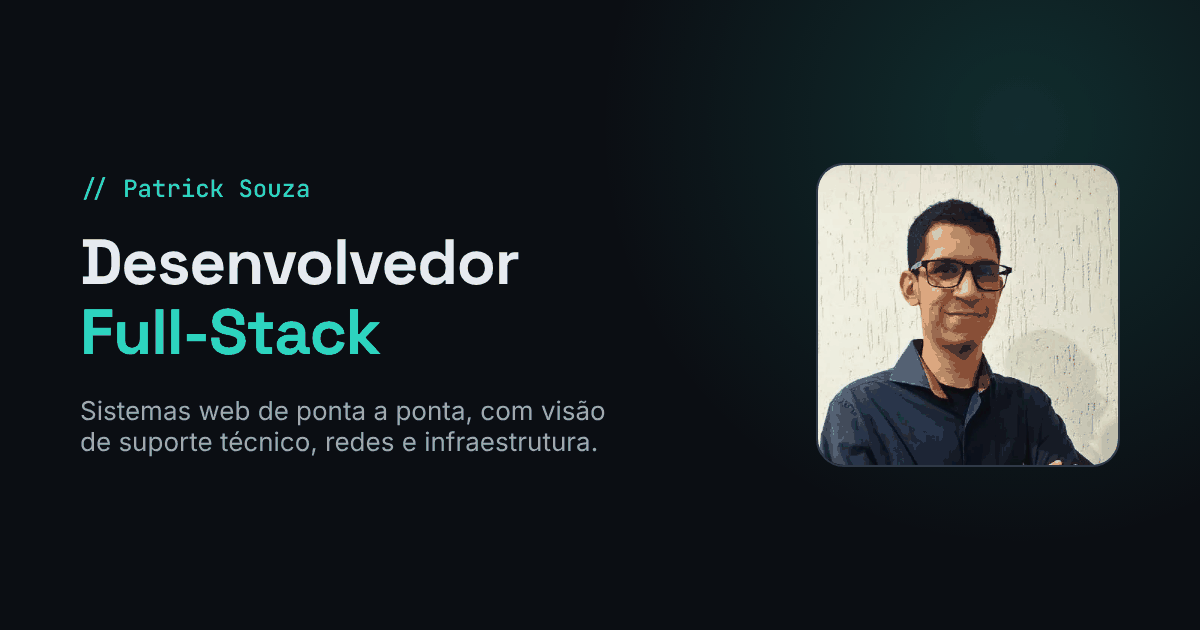 // Patrick Souza
Desenvolvedor
Full-Stack
Sistemas web de ponta a ponta, com visão
de suporte técnico, redes e infraestrutura.